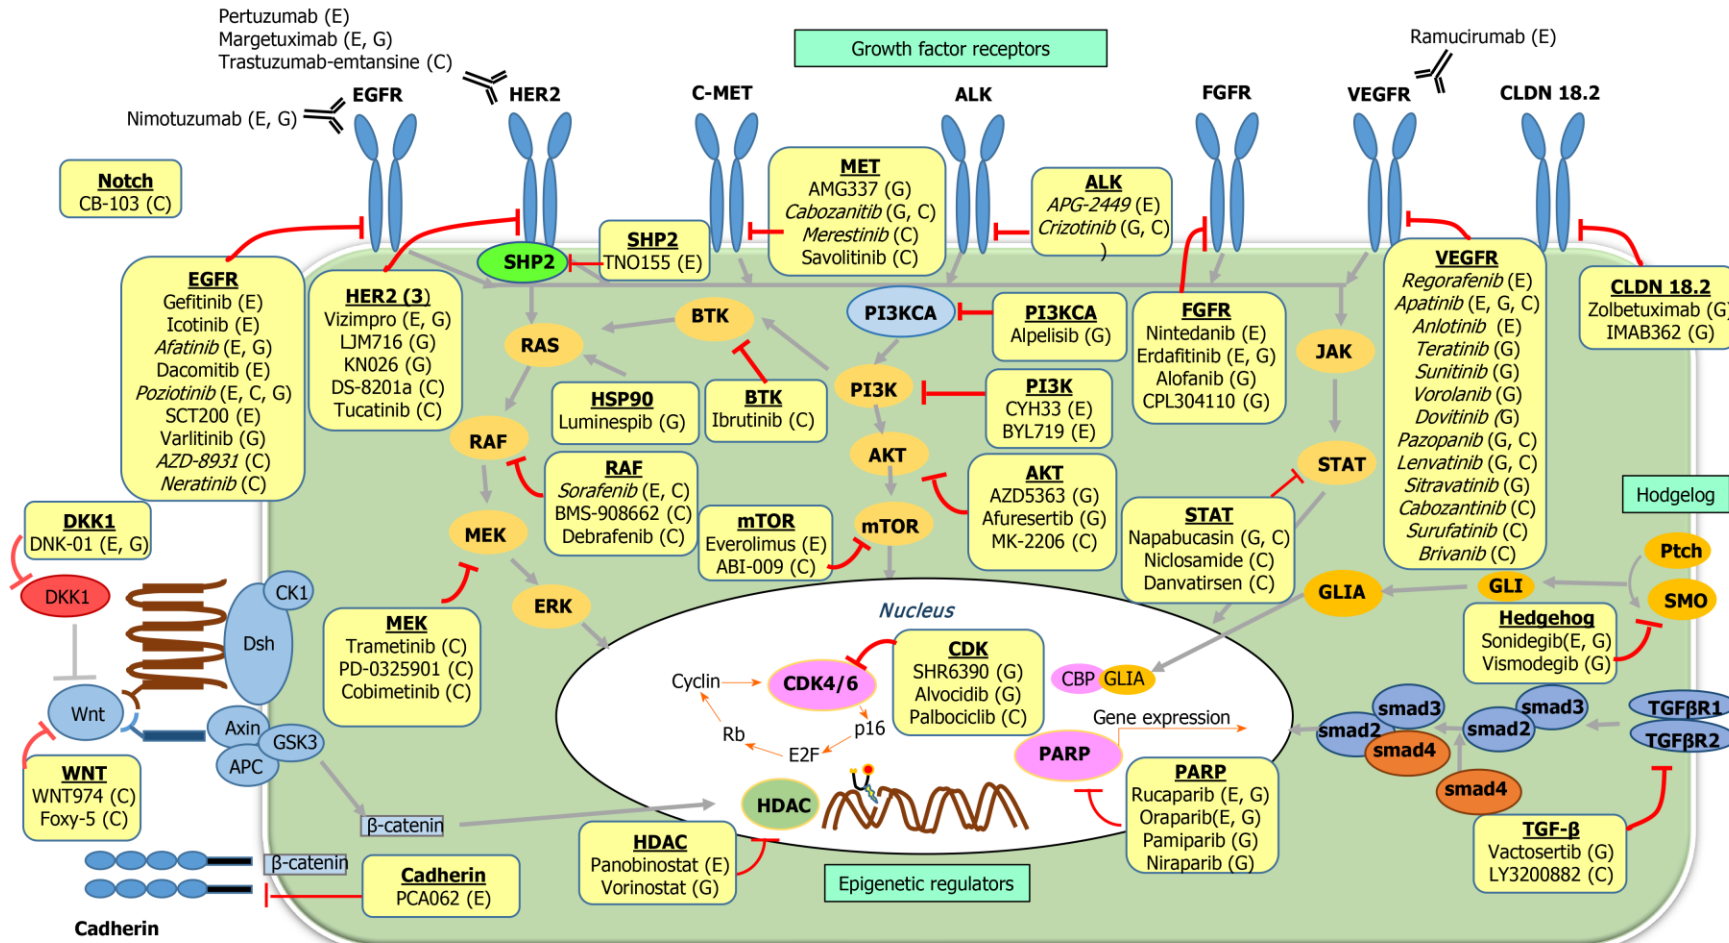 Pertuzumab (E)
Margetuximab (E, G)
Trastuzumab-emtansine (C)
Growth factor receptors
Ramucirumab (E)
EGFR
HER2
C-MET
ALK
FGFR
VEGFR
CLDN 18.2
Nimotuzumab (E, G)
Notch
CB-103 (C)
MET
AMG337 (G)
Cabozanitib (G, C)
Merestinib (C)
Savolitinib (C)
ALK
APG-2449 (E)
Crizotinib (G, C)
)
SHP2
SHP2
TNO155 (E)
EGFR
Gefitinib (E)
Icotinib (E)
Afatinib (E, G)
Dacomitib (E)
Poziotinib (E, C, G)
SCT200 (E)
Varlitinib (G)
AZD-8931 (C)
Neratinib (C)
HER2 (3)
Vizimpro (E, G)
LJM716 (G)
KN026 (G)
DS-8201a (C)
Tucatinib (C)
VEGFR
Regorafenib (E)
Apatinib (E, G, C)
Anlotinib (E)
Teratinib (G)
Sunitinib (G)
Vorolanib (G)
Dovitinib (G)
Pazopanib (G, C)
Lenvatinib (G, C)
Sitravatinib (G)
Cabozantinib (C)
Surufatinib (C)
Brivanib (C)
CLDN 18.2
Zolbetuximab (G)
IMAB362 (G)
FGFR
Nintedanib (E)
Erdafitinib (E, G)
Alofanib (G)
CPL304110 (G)
PI3KCA
PI3KCA
Alpelisib (G)
BTK
RAS
JAK
PI3K
PI3K
CYH33 (E)
BYL719 (E)
HSP90
Luminespib (G)
BTK
Ibrutinib (C)
RAF
AKT
STAT
RAF
Sorafenib (E, C)
BMS-908662 (C)
Debrafenib (C)
AKT
AZD5363 (G)
Afuresertib (G)
MK-2206 (C)
Hodgelog
DKK1
DNK-01 (E, G)
MEK
mTOR
Everolimus (E)
ABI-009 (C)
mTOR
STAT
Napabucasin (G, C)
Niclosamide (C)
Danvatirsen (C)
Ptch
DKK1
CK1
Dsh
ERK
GLIA
GLI
SMO
Nucleus
MEK
Trametinib (C)
PD-0325901 (C)
Cobimetinib (C)
Hedgehog
Sonidegib(E, G)
Vismodegib (G)
CDK
SHR6390 (G)
Alvocidib (G)
Palbociclib (C)
Cyclin
CDK4/6
CBP
GLIA
Wnt
Axin
GSK3
APC
p16
Rb
E2F
Gene expression
PARP
smad3
smad2
smad4
smad3
smad2
smad4
TGFβR1
TGFβR2
WNT
WNT974 (C)
Foxy-5 (C)
HDAC
PARP
Rucaparib (E, G)
Oraparib(E, G)
Pamiparib (G)
Niraparib (G)
β-catenin
HDAC
Panobinostat (E)
Vorinostat (G)
TGF-β
Vactosertib (G)
LY3200882 (C)
β-catenin
Cadherin
PCA062 (E)
Epigenetic regulators
Cadherin